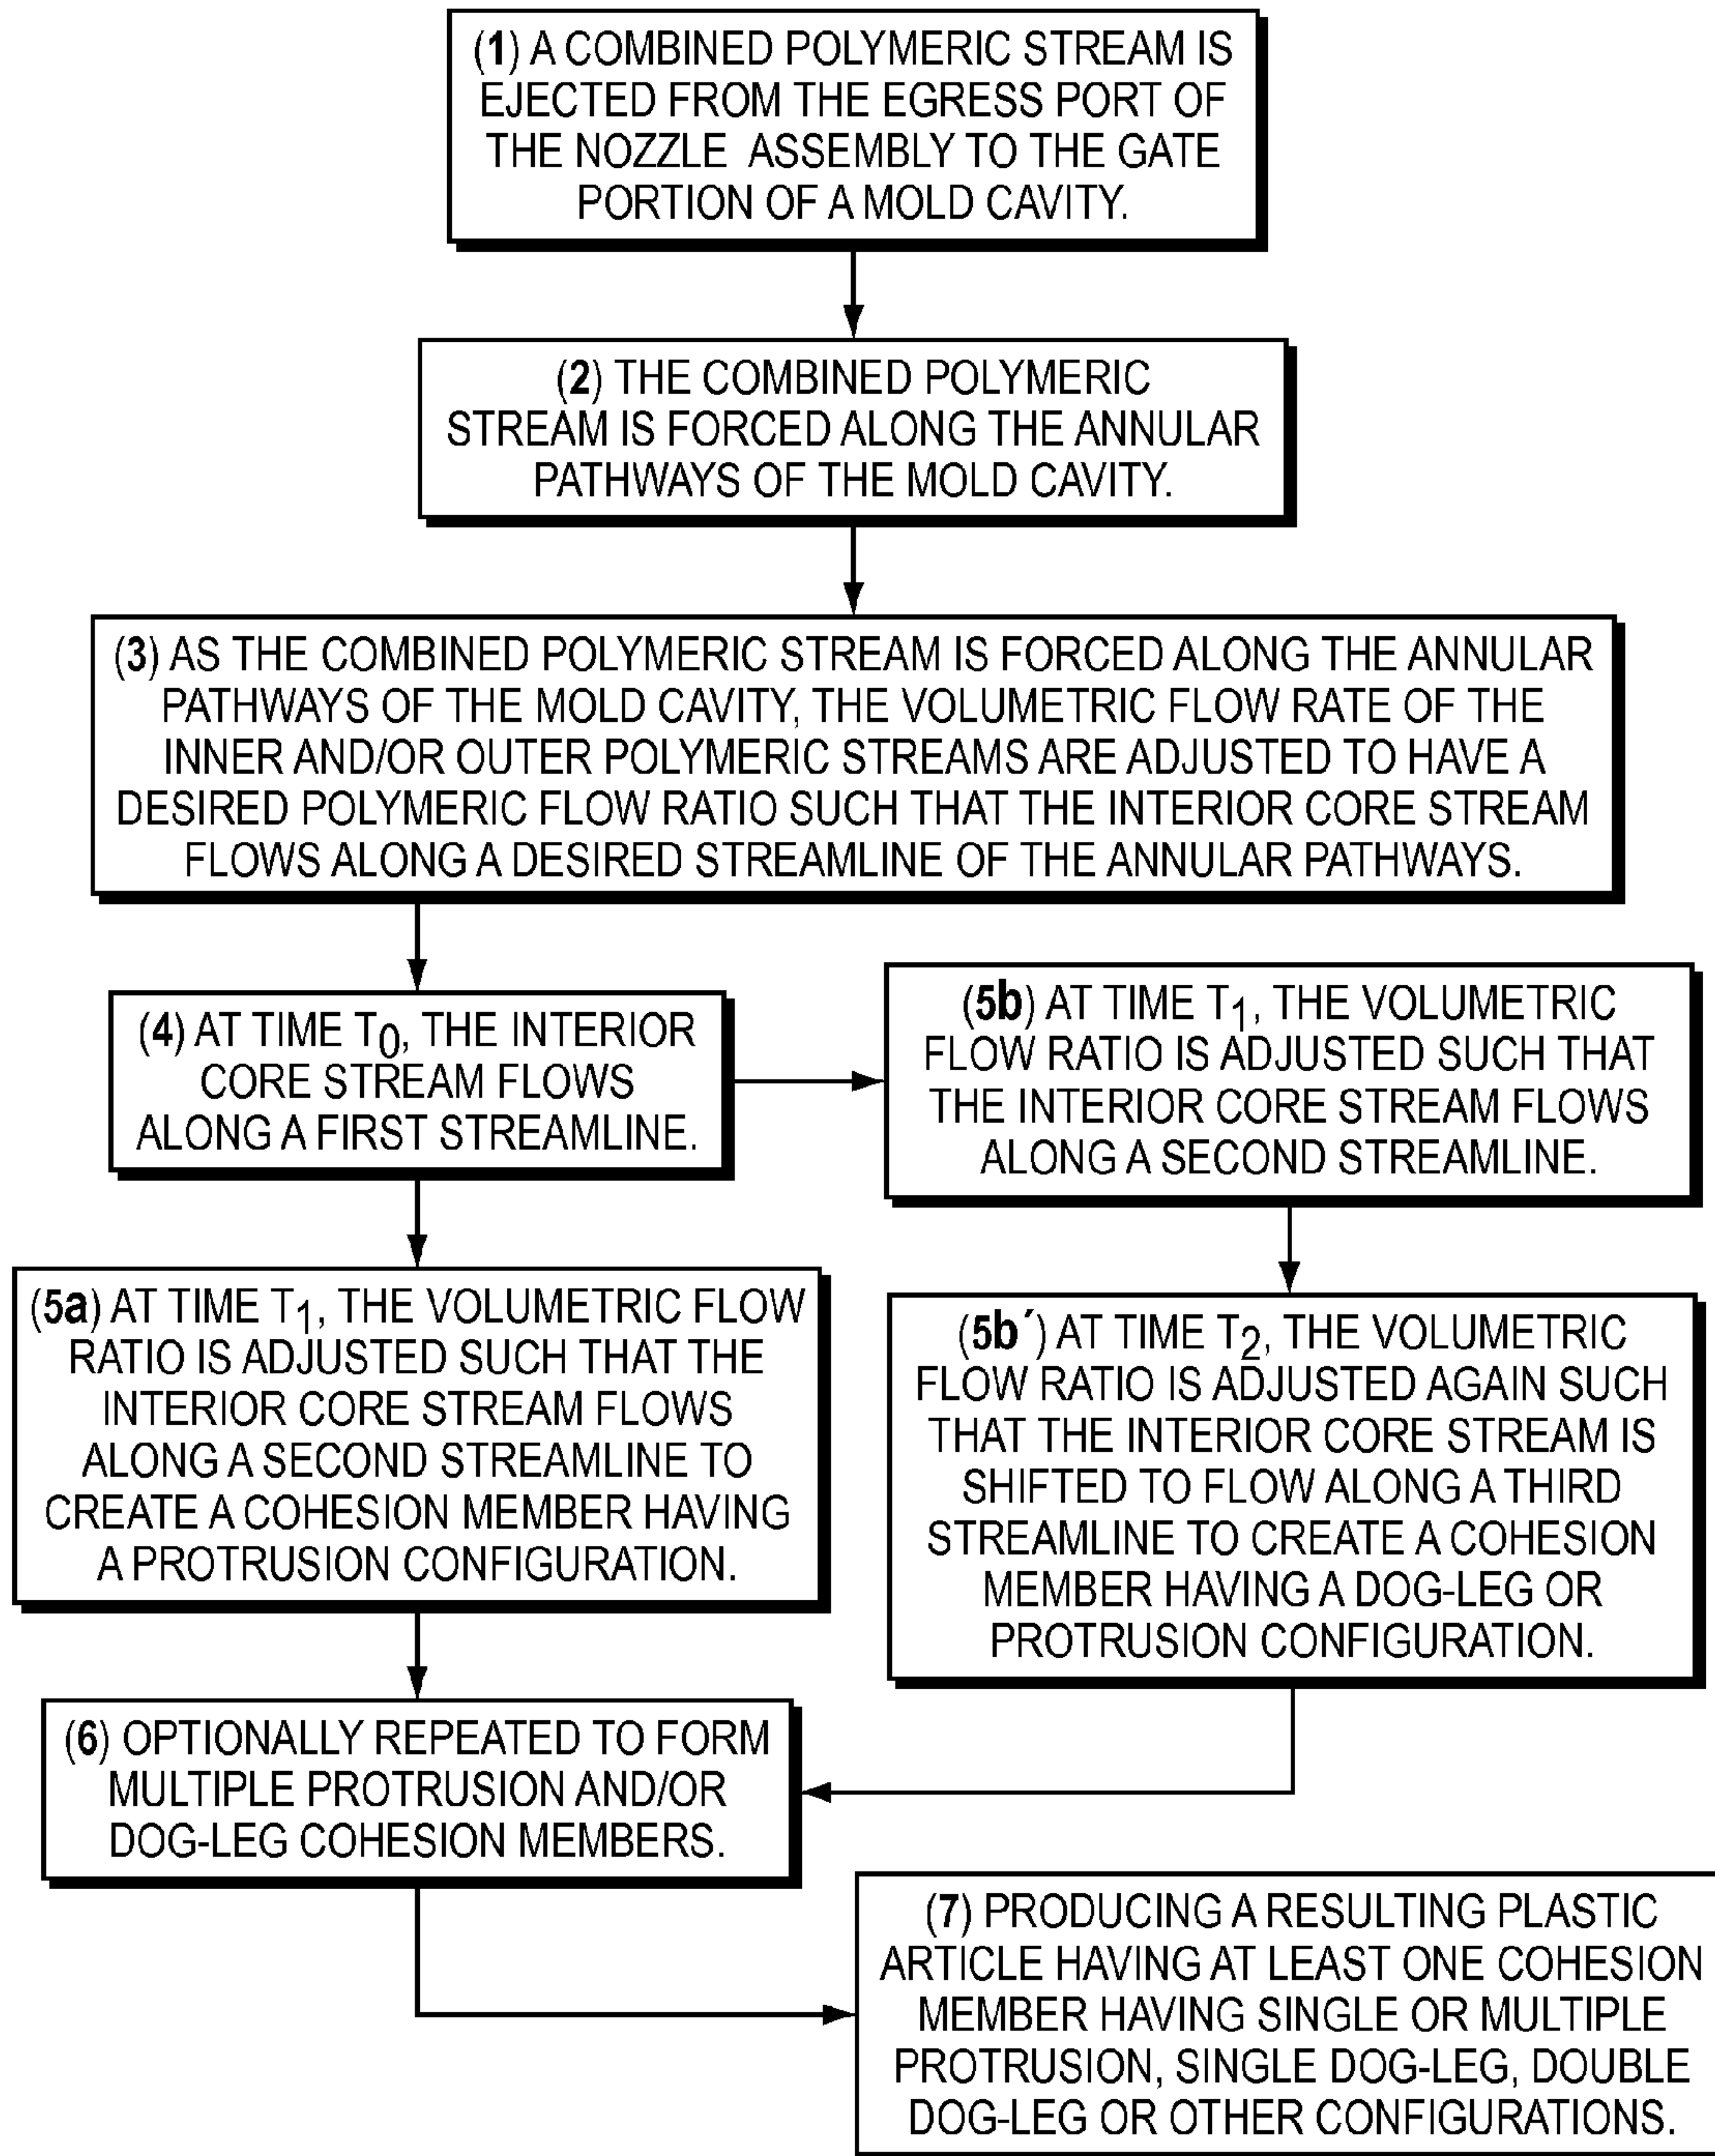 (1) A COMBINED POLYMERIC STREAM IS
EJECTED FROM THE EGRESS PORT OF
THE NOZZLE ASSEMBLY TO THE GATE
PORTION OF A MOLD CAVITY.
(2) THE COMBINED POLYMERIC
STREAM IS FORCED ALONG THE ANNULAR
PATHWAYS OF THE MOLD CAVITY.
(3) AS THE COMBINED POLYMERIC STREAM IS FORCED ALONG THE ANNULAR
PATHWAYS OF THE MOLD CAVITY, THE VOLUMETRIC FLOW RATE OF THE
INNER AND/OR OUTER POLYMERIC STREAMS ARE ADJUSTED TO HAVE A
DESIRED POLYMERIC FLOW RATIO SUCH THAT THE INTERIOR CORE STREAM
FLOWS ALONG A DESIRED STREAMLINE OF THE ANNULAR PATHWAYS.
(4) AT TIME T0, THE INTERIOR
CORE STREAM FLOWS
ALONG A FIRST STREAMLINE.
(5b) AT TIME T1, THE VOLUMETRIC
FLOW RATIO IS ADJUSTED SUCH THAT
THE INTERIOR CORE STREAM FLOWS
ALONG A SECOND STREAMLINE.
(5a) AT TIME T1, THE VOLUMETRIC FLOW
RATIO IS ADJUSTED SUCH THAT THE
INTERIOR CORE STREAM FLOWS
ALONG A SECOND STREAMLINE TO
CREATE A COHESION MEMBER HAVING
A PROTRUSION CONFIGURATION.
(5b´) AT TIME T2, THE VOLUMETRIC
FLOW RATIO IS ADJUSTED AGAIN SUCH
THAT THE INTERIOR CORE STREAM IS
SHIFTED TO FLOW ALONG A THIRD
STREAMLINE TO CREATE A COHESION
MEMBER HAVING A DOG-LEG OR
PROTRUSION CONFIGURATION.
(6) OPTIONALLY REPEATED TO FORM
MULTIPLE PROTRUSION AND/OR
DOG-LEG COHESION MEMBERS.
(7) PRODUCING A RESULTING PLASTIC
ARTICLE HAVING AT LEAST ONE COHESION
MEMBER HAVING SINGLE OR MULTIPLE
PROTRUSION, SINGLE DOG-LEG, DOUBLE
DOG-LEG OR OTHER CONFIGURATIONS.